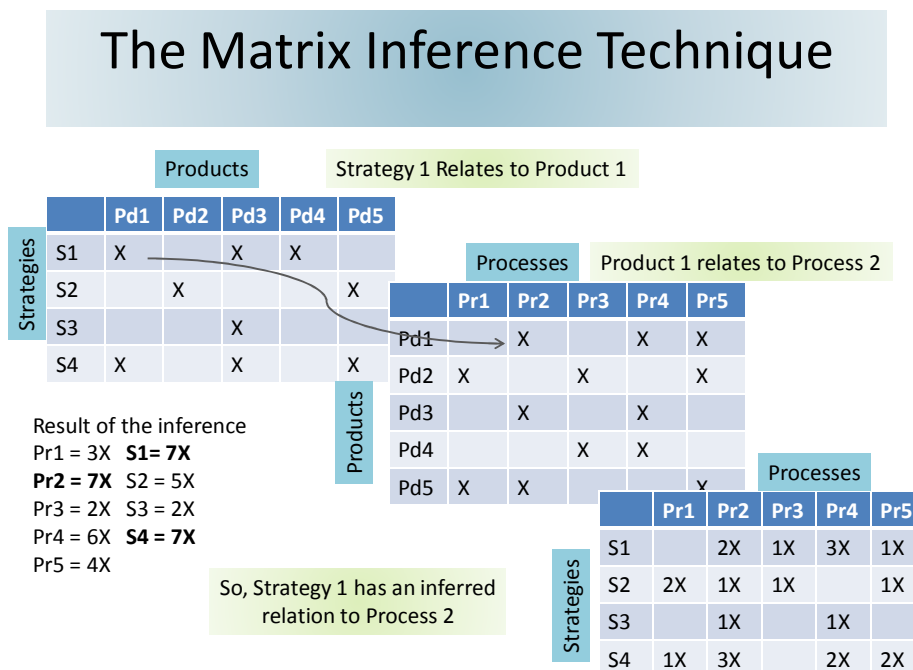 The Matrix Inference Technique
Products
Strategy 1 Relates to Product 1
Strategies
Pd1 Pd2 Pd3 Pd4 Pd5
S1 X X X
S2 X X
S3 X
S4 X X X
Processes
Product 1 relates to Process 2
Products
Pr1 Pr2 Pr3 Pr4 Pr5
Pd1 X X X
Pd2 X X X
Pd3 X X
Pd4 X X
Pd5 X X X
Result of the inference
Pr1 = 3X S1= 7X
Pr2 = 7X S2 = 5X
Pr3 = 2X S3 = 2X
Pr4 = 6X S4 = 7X
Pr5 = 4X
So, Strategy 1 has an inferred
relation to Process 2
Processes
Strategies
Pr1 Pr2 Pr3 Pr4 Pr5
S1 2X 1X 3X 1X
S2 2X 1X 1X 1X
S3 1X 1X
S4 1X 3X 2X 2X